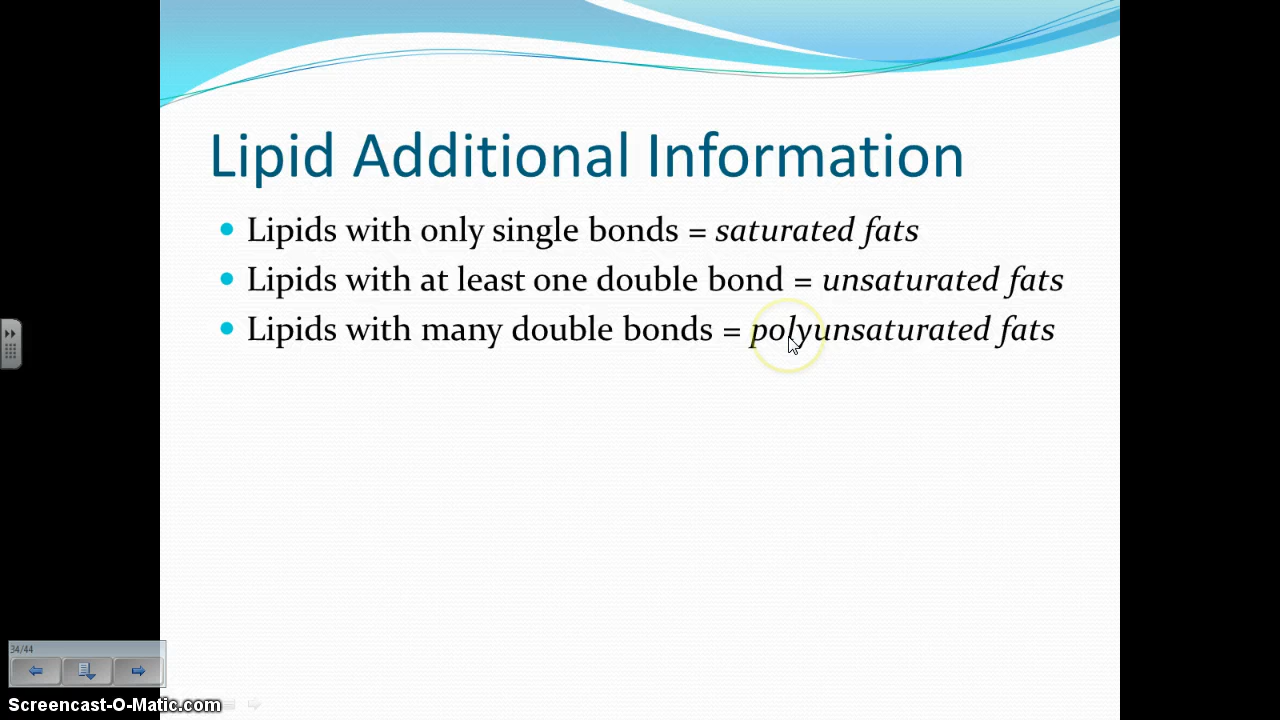 Lipid Additional Information
Lipids with only single bonds = saturated fats
Lipids with at least one double bond = unsaturated fats
Lipids with many double bonds = polyunsaturated fats
34/44
Screencast-O-Matic.com